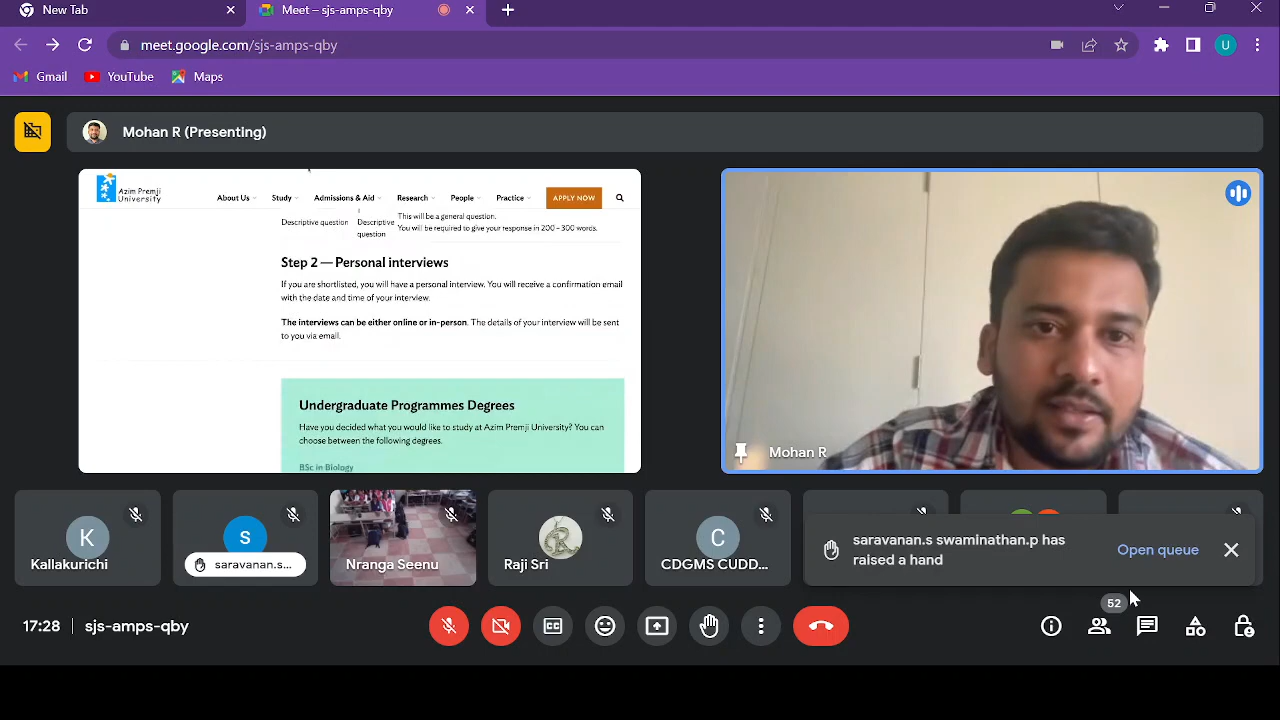 New Tab
Meet – sjs-amps-qby
meet.google.com/sjs-amps-qby
U
Gmail
YouTube
Maps
Mohan R (Presenting)
Azim Premji
University
About Us
Study
Admissions & Aid
Research
People
Practice
APPLY NOW
Descriptive question
Descriptive
question
This will be a general question.
You will be required to give your response in 200–300 words.
Step 2 — Personal interviews
If you are shortlisted, you will have a personal interview. You will receive a confirmation email
with the date and time of your interview.
The interviews can be either online or in-person. The details of your interview will be sent
to you via email.
Undergraduate Programmes Degrees
Have you decided what you would like to study at Azim Premji University? You can
choose between the following degrees.
BSc in Biology
Mohan R
K
Kallakurichi
s
saravanan.s...
Nranga Seenu
Raji Sri
C
CDGMS CUDD...
saravanan.s swaminathan.p has
raised a hand
Open queue
17:28
sjs-amps-qby
52